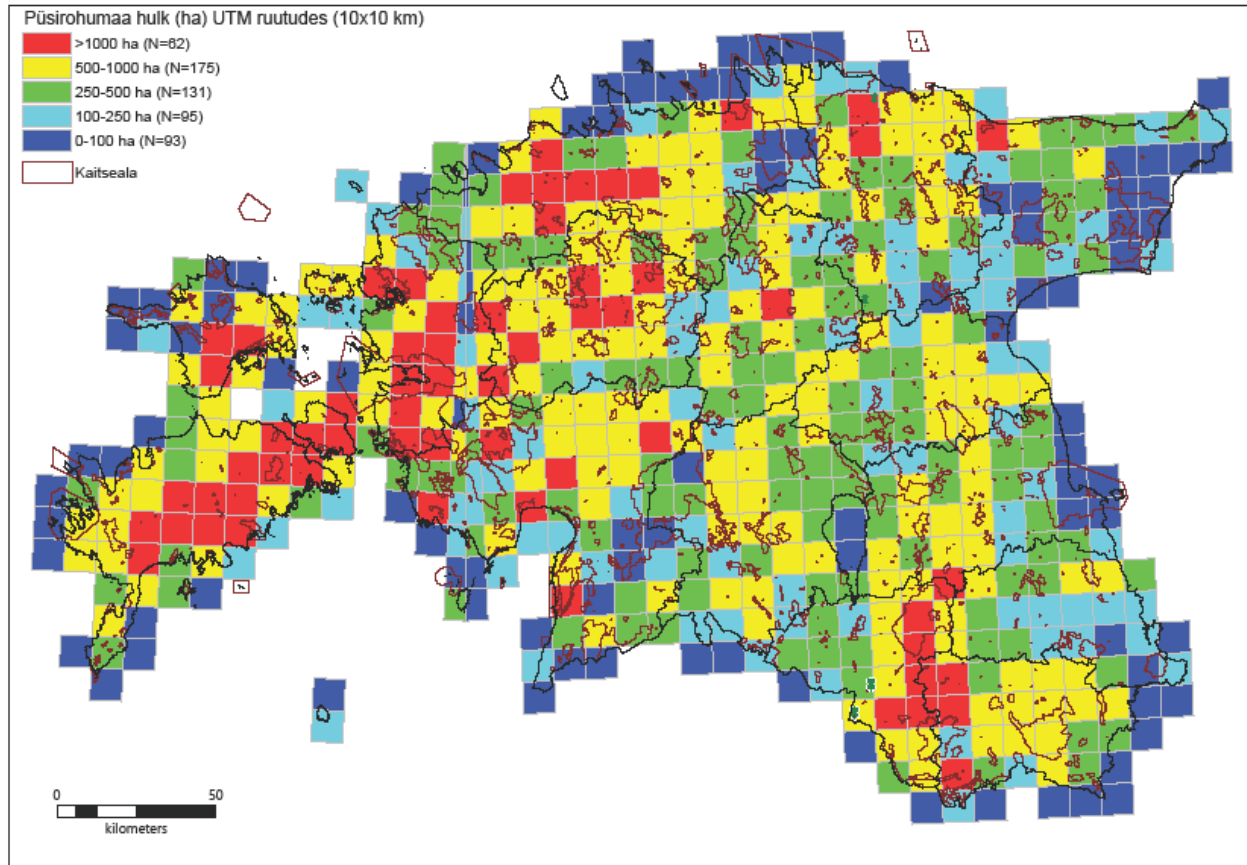 Püsirohumaa hulk (ha) UTM ruutudes (10x10 km)
>1000 ha (N=62)
500-1000 ha (N=175)
250-500 ha (N=131)
100-250 ha (N=95)
0-100 ha (N=93)
Kaitseala
0 50
kilometers